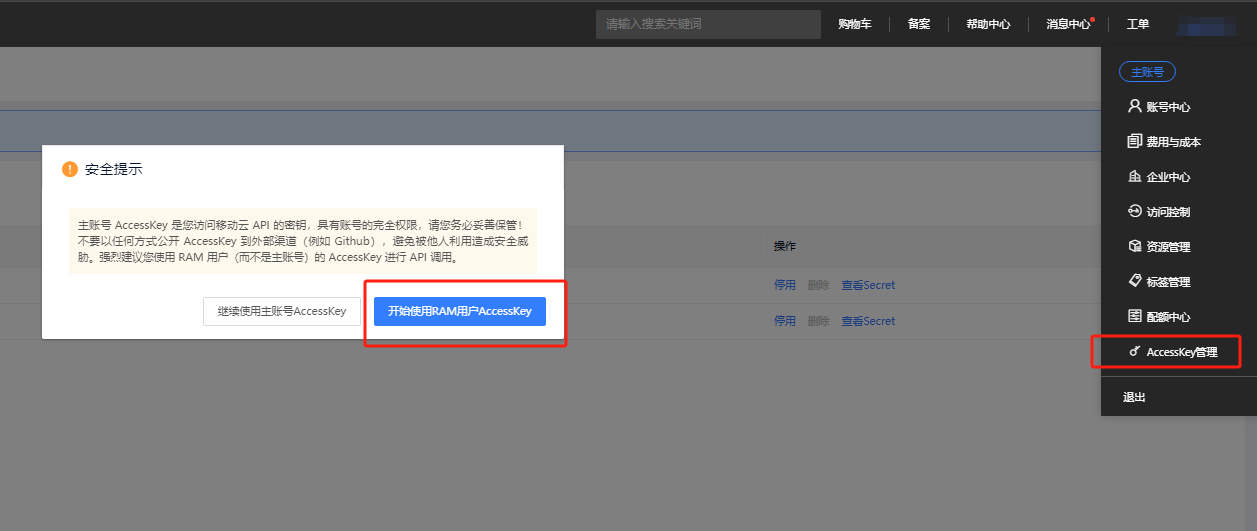 请输入搜索关键词
购物车
备案
帮助中心
消息中心
工单
主账号
账号中心
费用与成本
企业中心
访问控制
资源管理
标签管理
配额中心
AccessKey管理
退出
安全提示
主账号 AccessKey 是您访问移动云 API 的密钥，具有账号的完全权限，请您务必妥善保管！
不要以任何方式公开 AccessKey 到外部渠道（例如 Github），避免被他人利用造成安全威
胁。强烈建议您使用 RAM 用户（而不是主账号）的 AccessKey 进行 API 调用。
继续使用主账号AccessKey
开始使用RAM用户AccessKey
操作
停用 删除 查看Secret
停用 删除 查看Secret